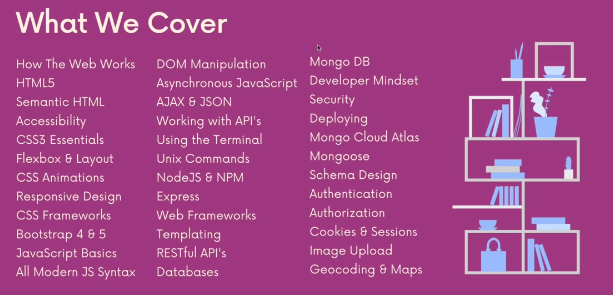 What We Cover
How The Web Works
HTML5
Semantic HTML
Accessibility
CSS3 Essentials
Flexbox & Layout
CSS Animations
Responsive Design
CSS Frameworks
Bootstrap 4 & 5
JavaScript Basics
All Modern JS Syntax
DOM Manipulation
Asynchronous JavaScript
AJAX & JSON
Working with API's
Using the Terminal
Unix Commands
NodeJS & NPM
Express
Web Frameworks
Templating
RESTful API's
Databases
Mongo DB
Developer Mindset
Security
Deploying
Mongo Cloud Atlas
Mongoose
Schema Design
Authentication
Authorization
Cookies & Sessions
Image Upload
Geocoding & Maps